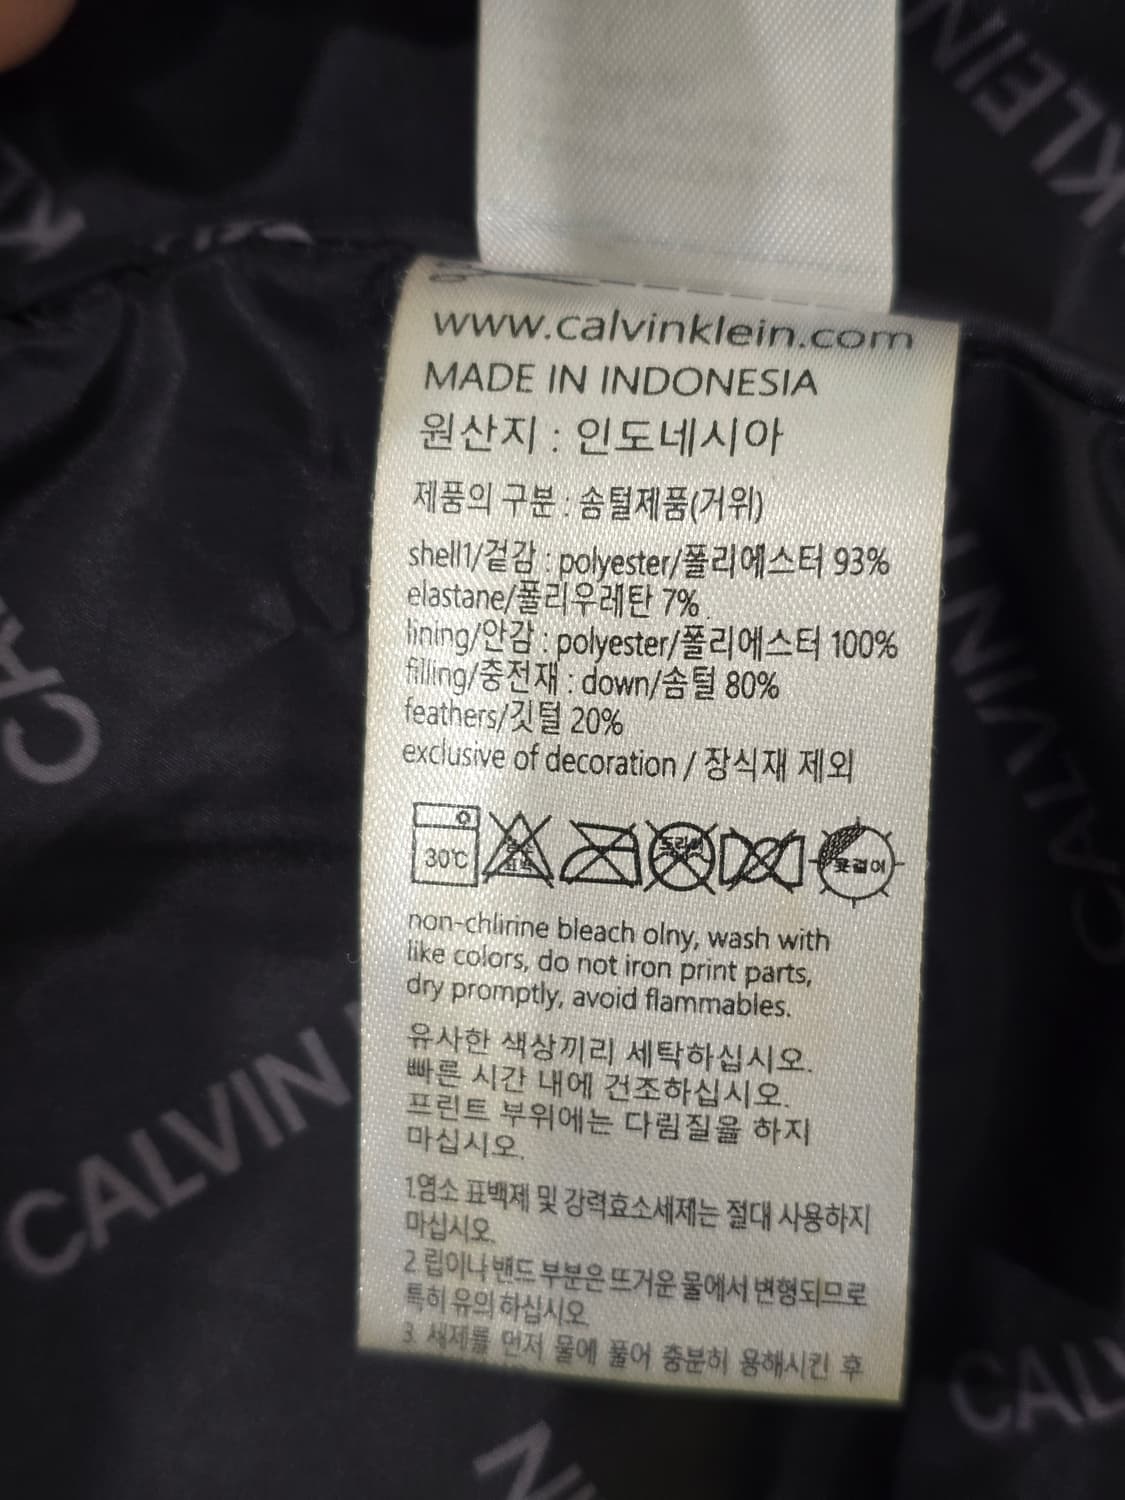 www.calvinklein.com
MADE IN INDONESIA
원산지 : 인도네시아
제품의 구분 : 솜털제품(거위)
shell1/겉감 : polyester/폴리에스터 93%
elastane/폴리우레탄 7%
lining/안감 : polyester/폴리에스터 100%
filling/충전재 : down/솜털 80%
feathers/깃털 20%
exclusive of decoration / 장식재 제외
30℃
옷걸이
non-chlirine bleach olny, wash with
like colors, do not iron print parts,
dry promptly, avoid flammables.
유사한 색상끼리 세탁하십시오.
빠른 시간 내에 건조하십시오.
프린트 부위에는 다림질을 하지
마십시오.
1.염소 표백제 및 강력효소세제는 절대 사용하지
마십시오.
2. 립이나 밴드 부분은 뜨거운 물에서 변형되므로
특히 유의 하십시오.
3. 세제를 먼저 물에 풀어 충분히 용해시킨 후
KLEIN
CALVIN
CALVIN